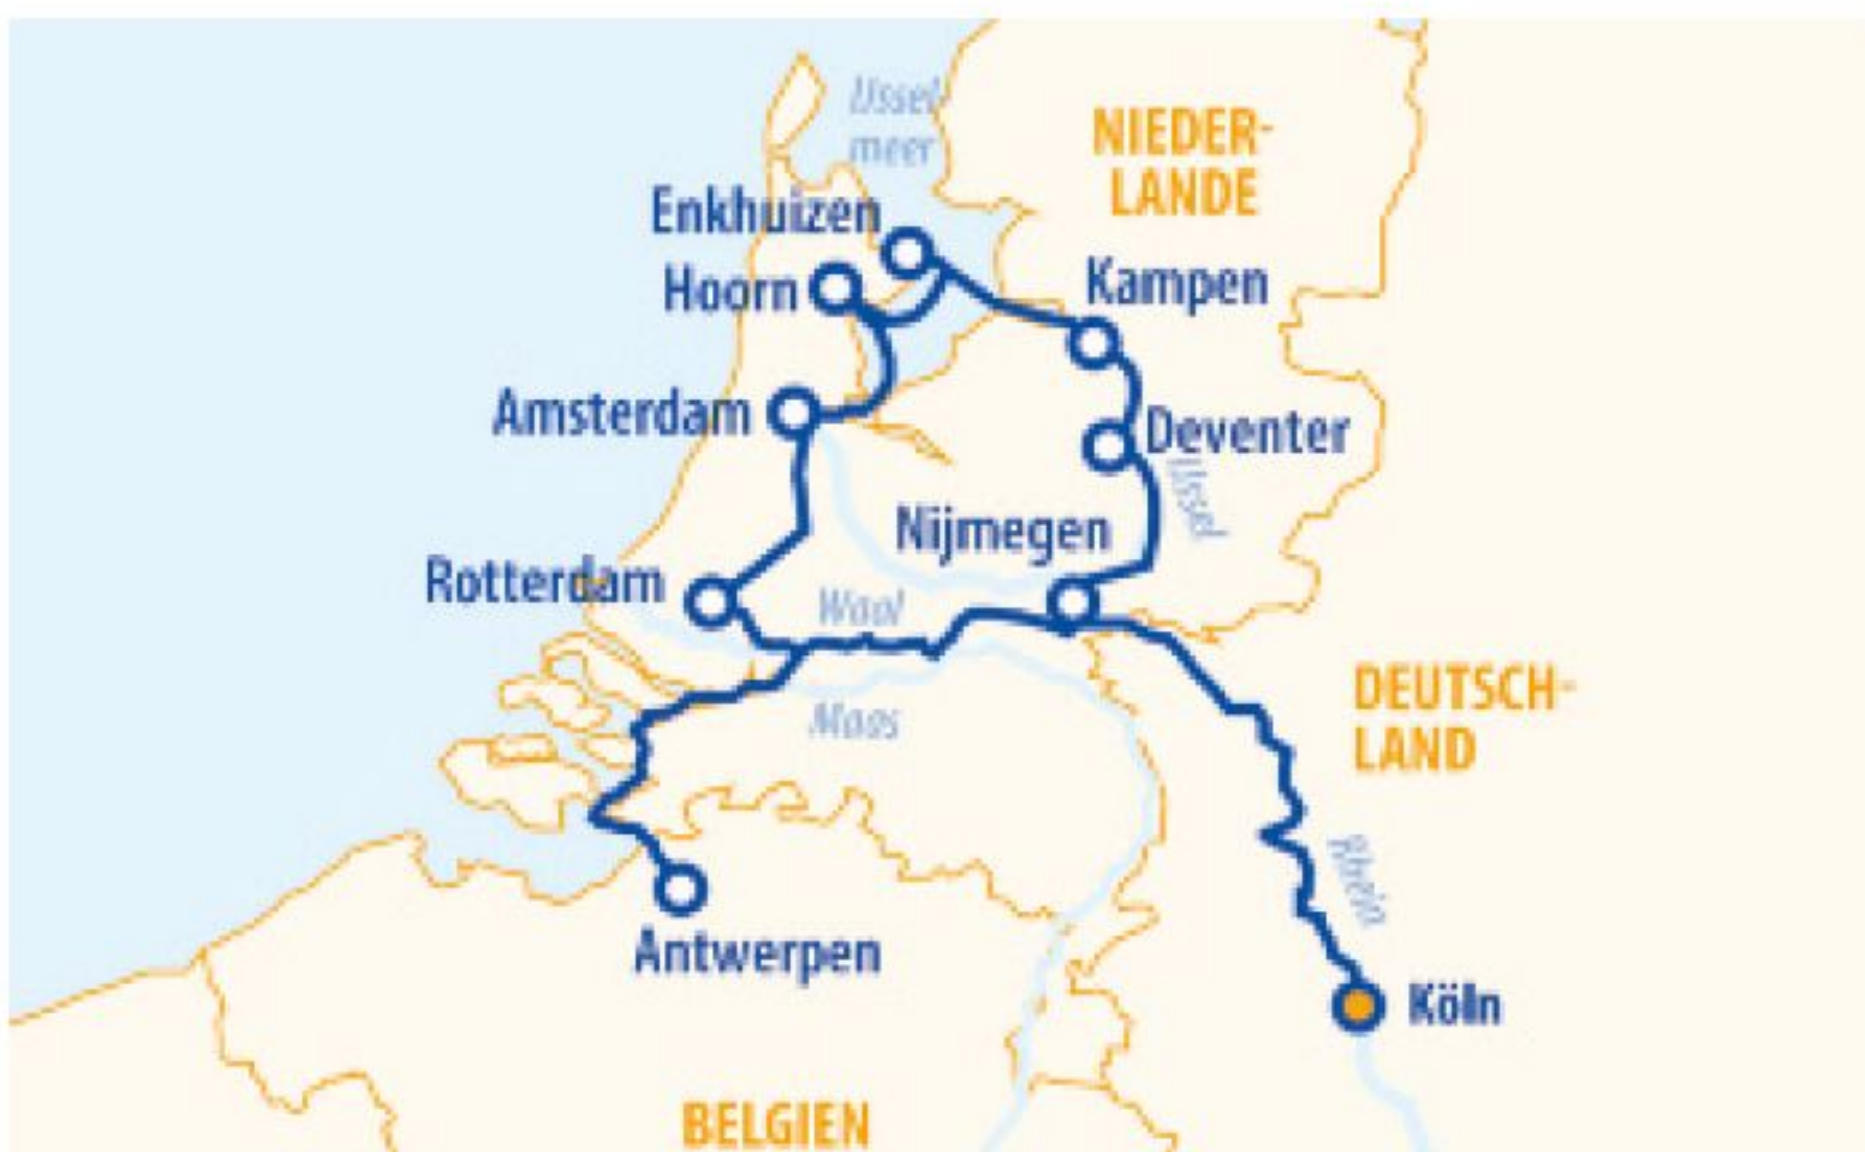 IJssel-
meer
NIEDER-
LANDE
Enkhuizen
Hoorn
Kampen
Amsterdam
Deventer
IJssel
Nijmegen
Rotterdam
Waal
DEUTSCH-
LAND
Maas
Rhein
Antwerpen
Köln
BELGIEN